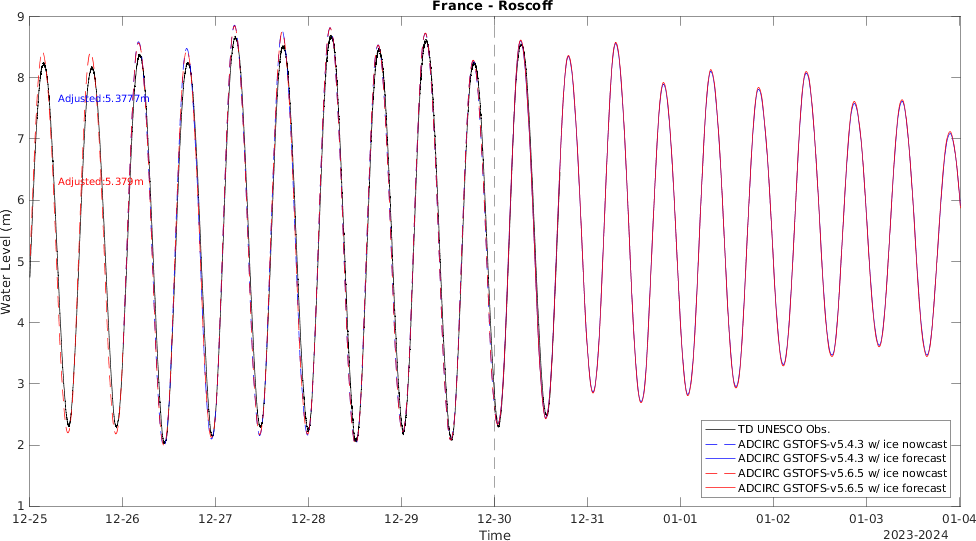 France - Roscoff
9
8
7
6
5
4
3
2
1
Water Level (m)
Adjusted:5.3777m
Adjusted:5.379m
TD UNESCO Obs.
ADCIRC GSTOFS-v5.4.3 w/ ice nowcast
ADCIRC GSTOFS-v5.4.3 w/ ice forecast
ADCIRC GSTOFS-v5.6.5 w/ ice nowcast
ADCIRC GSTOFS-v5.6.5 w/ ice forecast
12-25 12-26 12-27 12-28 12-29 12-30 12-31 01-01 01-02 01-03 01-04
Time
2023-2024